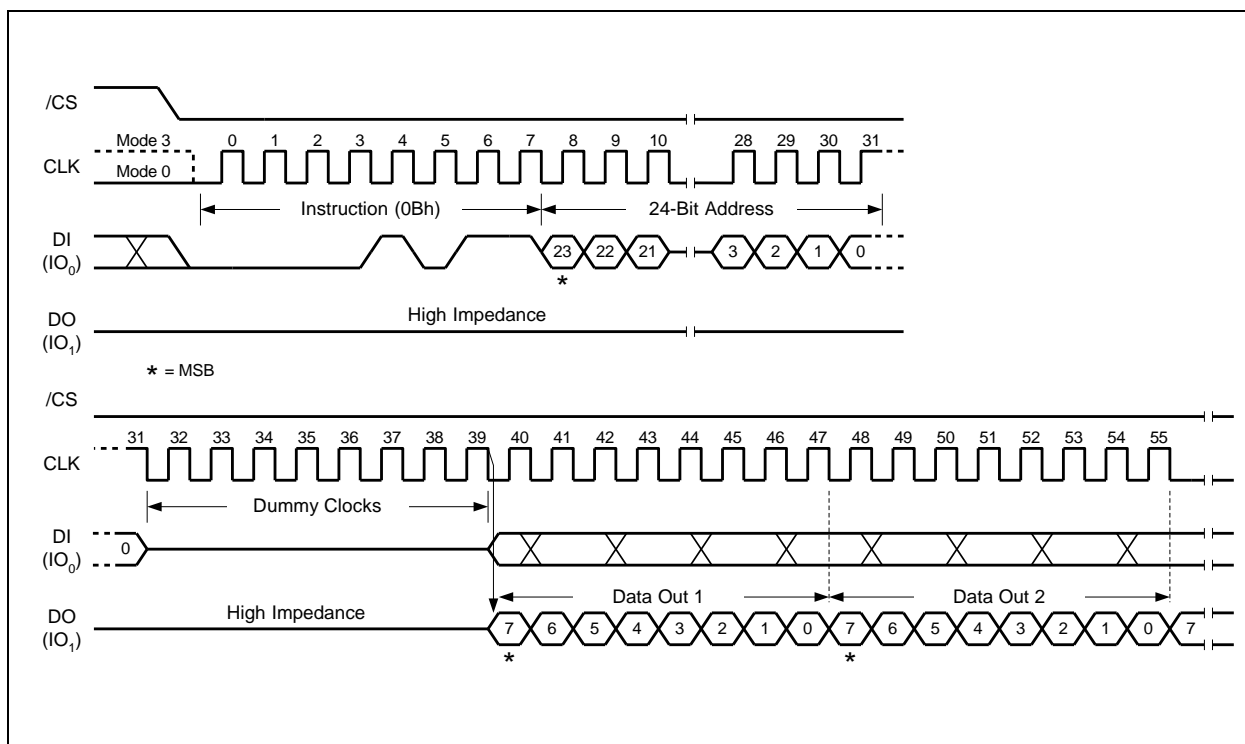 /CS
Mode 3 0 1 2 3 4 5 6 7 8 9 10 28 29 30 31
CLK Mode 0
Instruction (0Bh) 24-Bit Address
DI
(IO0) 23 22 21 3 2 1 0
*
High Impedance
DO
(IO1)
* = MSB
/CS
31 32 33 34 35 36 37 38 39 40 41 42 43 44 45 46 47 48 49 50 51 52 53 54 55
CLK
Dummy Clocks
DI
(IO0) 0
Data Out 1 Data Out 2
High Impedance
DO
(IO1) 7 6 5 4 3 2 1 0 7 6 5 4 3 2 1 0 7
* *